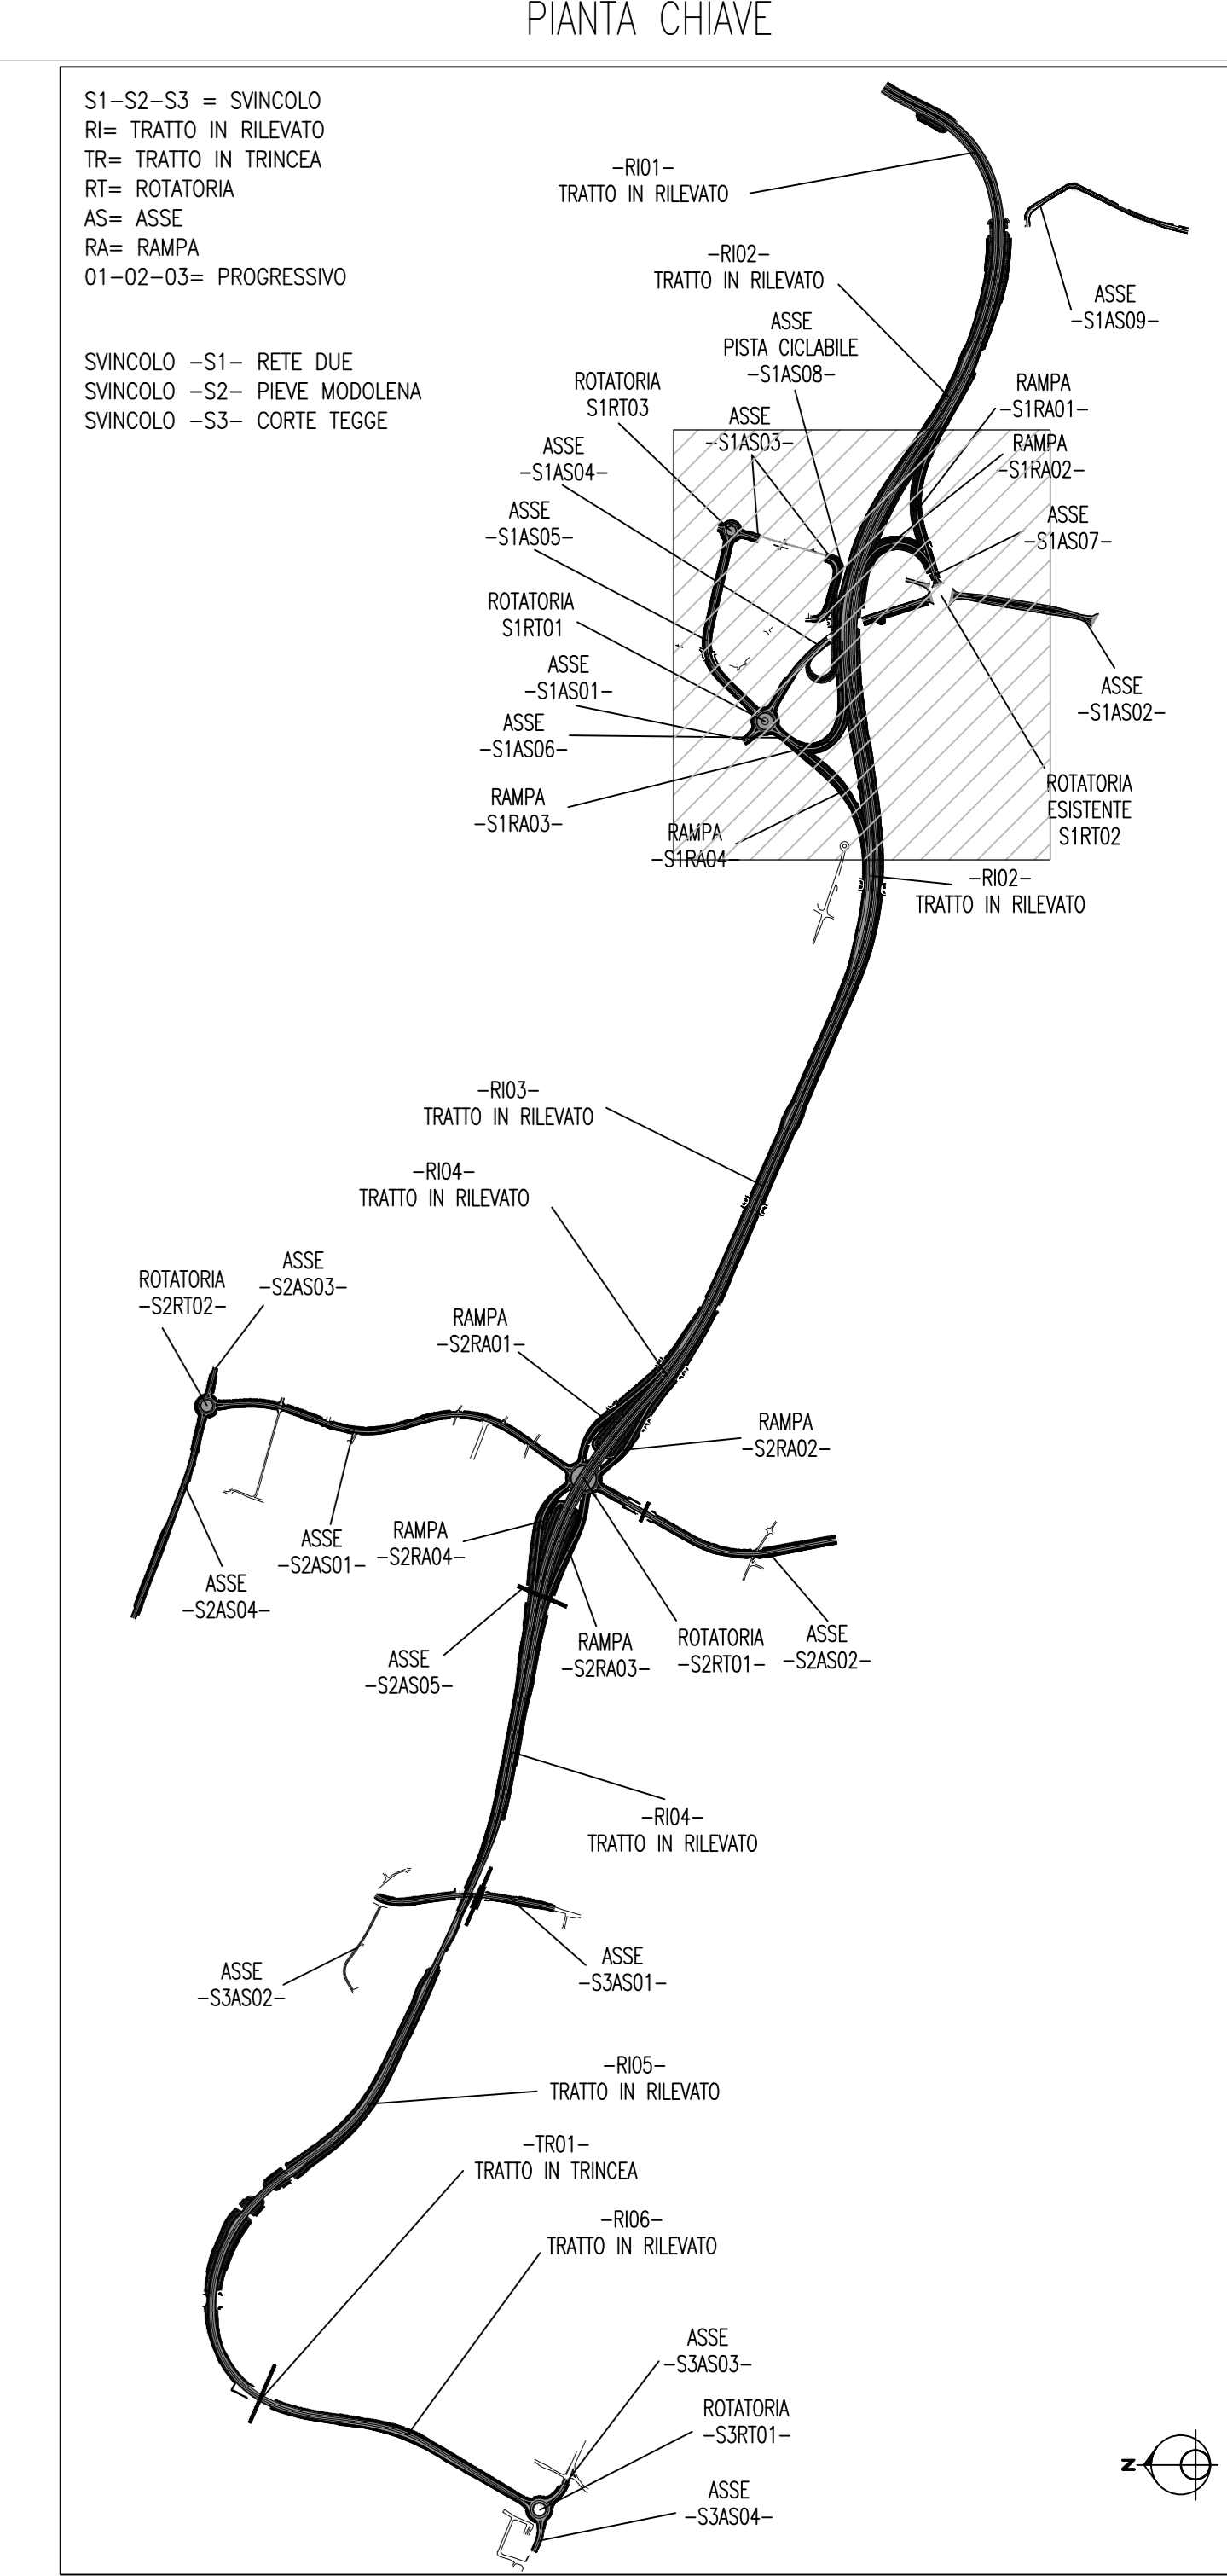 PIANTA CHIAVE
S1-S2-S3 = SVINCOLO
RI= TRATTO IN RILEVATO
TR= TRATTO IN TRINCEA
RT= ROTATORIA
AS= ASSE
RA= RAMPA
01-02-03= PROGRESSIVO
SVINCOLO -S1- RETE DUE
SVINCOLO -S2- PIEVE MODOLENA
SVINCOLO -S3- CORTE TEGGE
-RI01-
TRATTO IN RILEVATO
-RI02-
TRATTO IN RILEVATO
ASSE
-S1AS09-
ASSE
PISTA CICLABILE
-S1AS08-
ROTATORIA
S1RT03
ASSE
-S1AS03-
RAMPA
-S1RA01-
RAMPA
-S1RA02-
ASSE
-S1AS04-
ASSE
-S1AS05-
ASSE
-S1AS07-
ROTATORIA
S1RT01
ASSE
-S1AS01-
ASSE
-S1AS02-
ASSE
-S1AS06-
RAMPA
-S1RA03-
ROTATORIA
ESISTENTE
S1RT02
RAMPA
-S1RA04-
-RI02-
TRATTO IN RILEVATO
-RI03-
TRATTO IN RILEVATO
-RI04-
TRATTO IN RILEVATO
ASSE
-S2AS03-
ROTATORIA
-S2RT02-
RAMPA
-S2RA01-
RAMPA
-S2RA02-
ASSE
-S2AS01-
RAMPA
-S2RA04-
ASSE
-S2AS04-
ASSE
-S2AS05-
RAMPA
-S2RA03-
ROTATORIA
-S2RT01-
ASSE
-S2AS02-
-RI04-
TRATTO IN RILEVATO
ASSE
-S3AS02-
ASSE
-S3AS01-
-RI05-
TRATTO IN RILEVATO
-TR01-
TRATTO IN TRINCEA
-RI06-
TRATTO IN RILEVATO
ASSE
-S3AS03-
ROTATORIA
-S3RT01-
ASSE
-S3AS04-
N